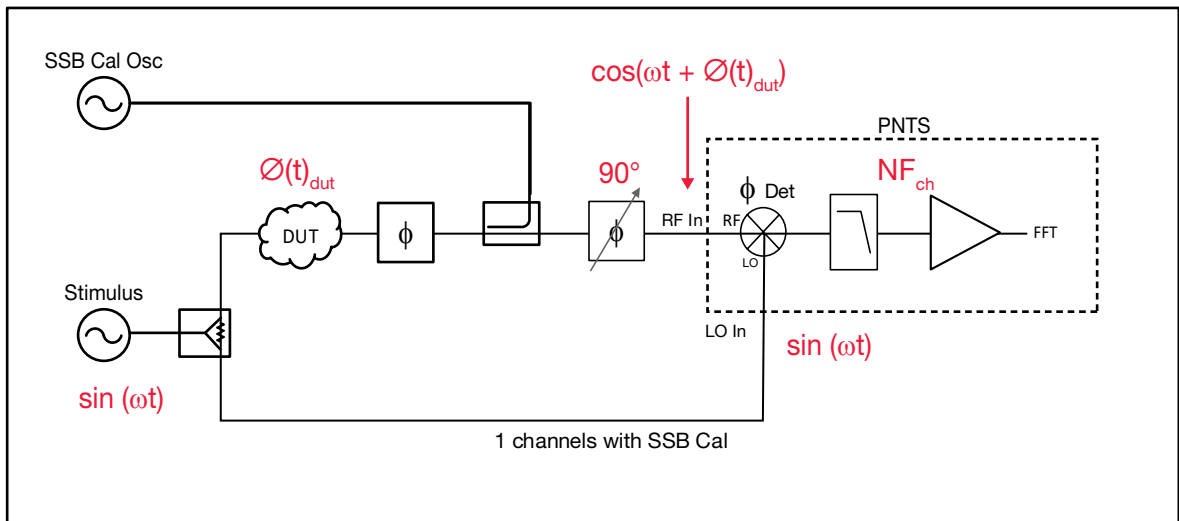 SSB Cal Osc
cos(ωt + ∅(t)dut)
PNTS
∅(t)dut
90°
NFch
ϕ Det
DUT
ϕ
ϕ
RF In
RF
LO
FFT
Stimulus
LO In
sin (ωt)
sin (ωt)
1 channels with SSB Cal